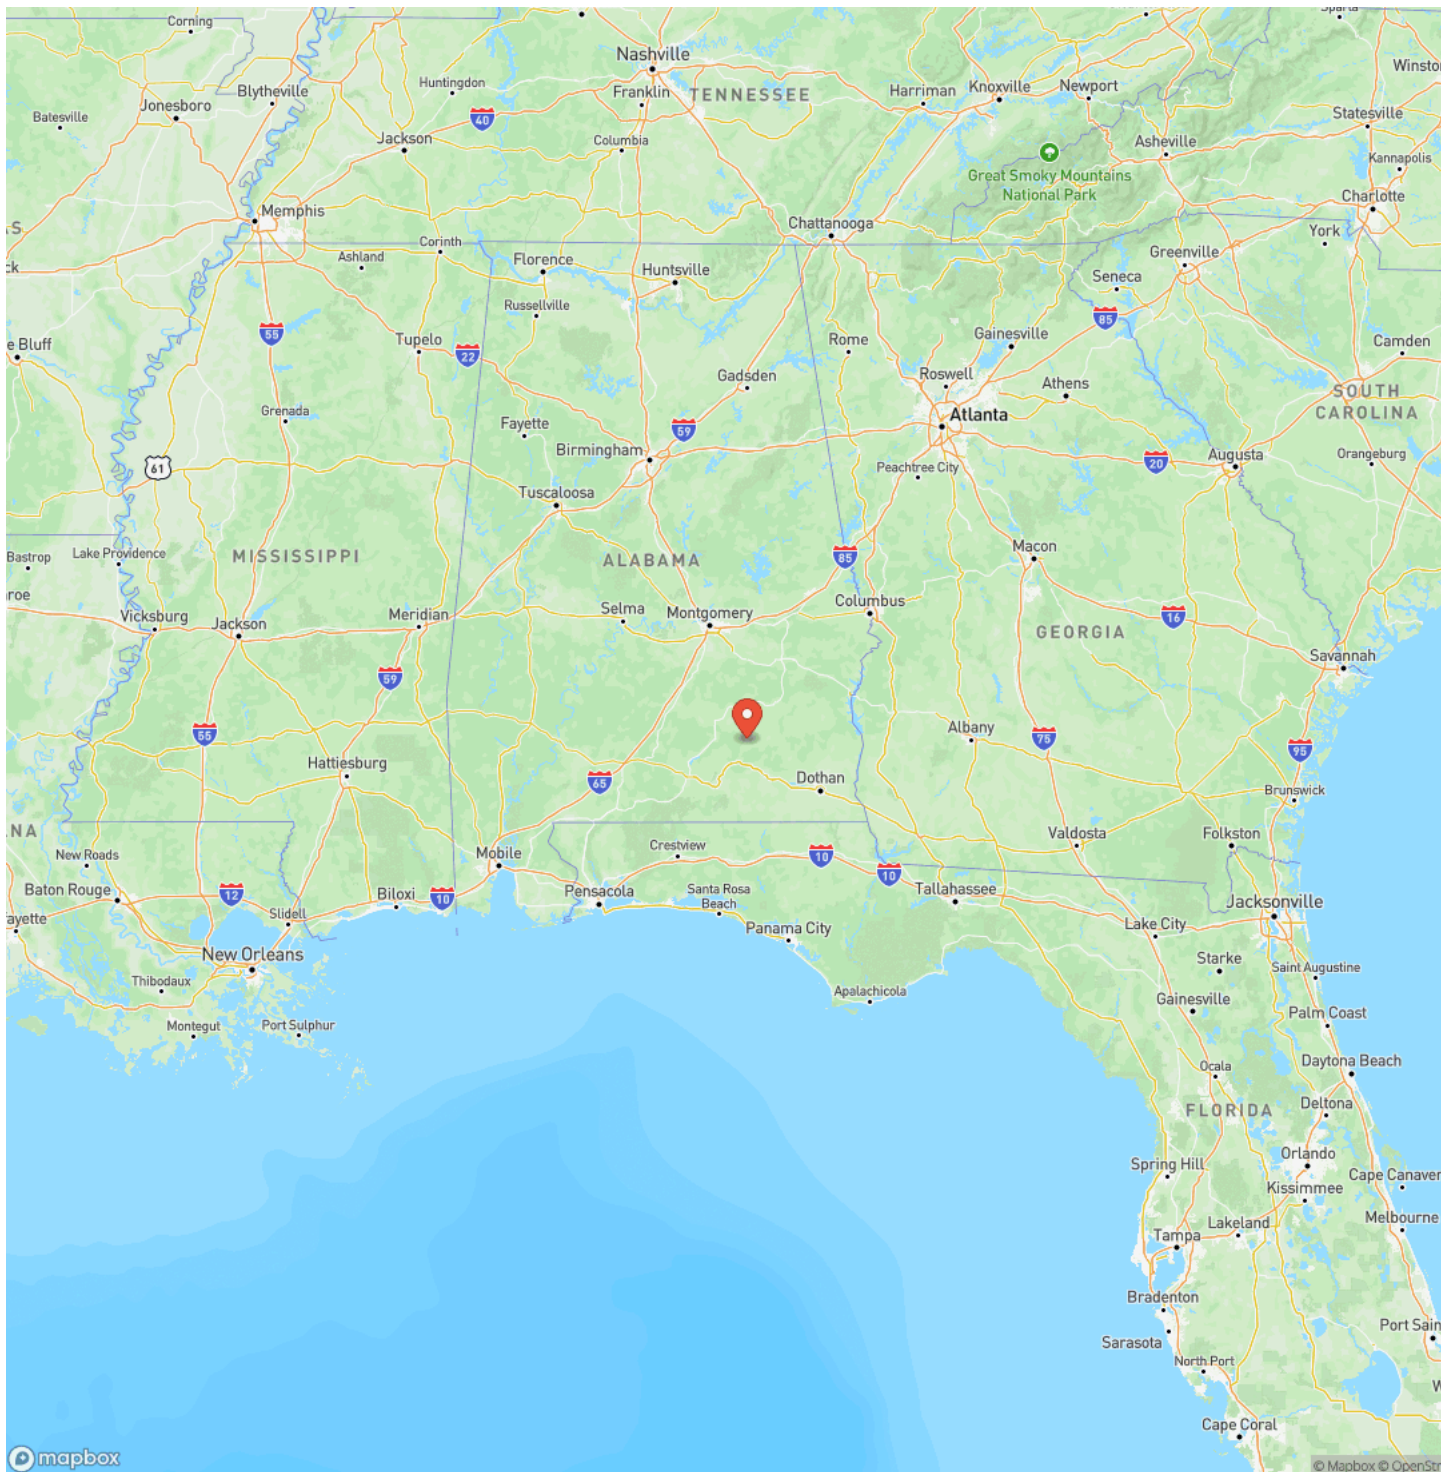 Corning
Sparta
Nashville
Winsto
Huntingdon
Franklin
TENNESSEE
Harriman
Knoxville
Newport
Blytheville
Jonesboro
Batesville
40
Statesville
Jackson
Columbia
Asheville
Kannapolis
Great Smoky Mountains
National Park
Charlotte
Memphis
Chattanooga
S
York
Corinth
Ashland
Florence
Huntsville
Greenville
ck
Seneca
Russellville
55
Tupelo
22
Rome
Gainesville
85
e Bluff
Camden
Gadsden
Roswell
Athens
SOUTH
CAROLINA
Grenada
Fayette
59
Atlanta
Birmingham
61
Peachtree City
20
Augusta
Orangeburg
Tuscaloosa
Bastrop
Lake Providence
MISSISSIPPI
ALABAMA
85
Macon
roe
Vicksburg
Jackson
Meridian
Selma
Montgomery
Columbus
16
GEORGIA
Savannah
59
55
Albany
75
95
Hattiesburg
65
Dothan
Brunswick
NA
New Roads
Mobile
Crestview
10
Valdosta
Folkston
Baton Rouge
12
Biloxi
10
Pensacola
Santa Rosa
Beach
10
Tallahassee
Jacksonville
ayette
Slidell
Panama City
Lake City
New Orleans
Starke
Saint Augustine
Thibodaux
Apalachicola
Gainesville
Palm Coast
Montegut
Port Sulphur
Ocala
Daytona Beach
FLORIDA
Deltona
Spring Hill
Orlando
Cape Canaver
Kissimmee
Lakeland
Melbourne
Tampa
Bradenton
Sarasota
Port Sain
North Port
W
Cape Coral
mapbox
© Mapbox © OpenStr